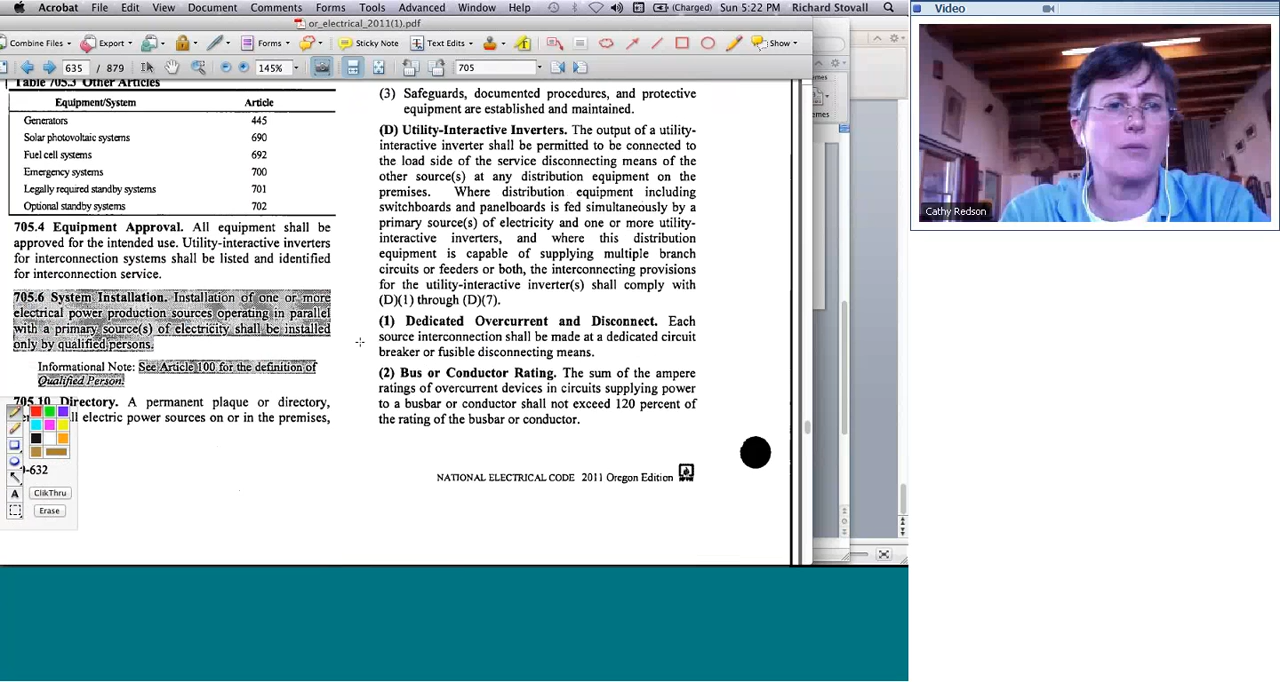 Acrobat File Edit View Document Comments Forms Tools Advanced Window Help (Charged) Sun 5:22 PM Richard Stovall
or_electrical_2011(1).pdf
Combine Files Export Forms Sticky Note Text Edits Show
635 / 879 145% 705
Table 705.3 Other Articles
Equipment/System Article
Generators 445
Solar photovoltaic systems 690
Fuel cell systems 692
Emergency systems 700
Legally required standby systems 701
Optional standby systems 702
705.4 Equipment Approval. All equipment shall be
approved for the intended use. Utility-interactive inverters
for interconnection systems shall be listed and identified
for interconnection service.
705.6 System Installation. Installation of one or more
electrical power production sources operating in parallel
with a primary source(s) of electricity shall be installed
only by qualified persons.
Informational Note: See Article 100 for the definition of
Qualified Person.
705.10 Directory. A permanent plaque or directory,
all electric power sources on or in the premises,
-632
A
ClikThru
Erase
(3) Safeguards, documented procedures, and protective
equipment are established and maintained.
(D) Utility-Interactive Inverters. The output of a utility-
interactive inverter shall be permitted to be connected to
the load side of the service disconnecting means of the
other source(s) at any distribution equipment on the
premises. Where distribution equipment including
switchboards and panelboards is fed simultaneously by a
primary source(s) of electricity and one or more utility-
interactive inverters, and where this distribution
equipment is capable of supplying multiple branch
circuits or feeders or both, the interconnecting provisions
for the utility-interactive inverter(s) shall comply with
(D)(1) through (D)(7).
(1) Dedicated Overcurrent and Disconnect. Each
source interconnection shall be made at a dedicated circuit
breaker or fusible disconnecting means.
(2) Bus or Conductor Rating. The sum of the ampere
ratings of overcurrent devices in circuits supplying power
to a busbar or conductor shall not exceed 120 percent of
the rating of the busbar or conductor.
NATIONAL ELECTRICAL CODE 2011 Oregon Edition
Video
Cathy Redson